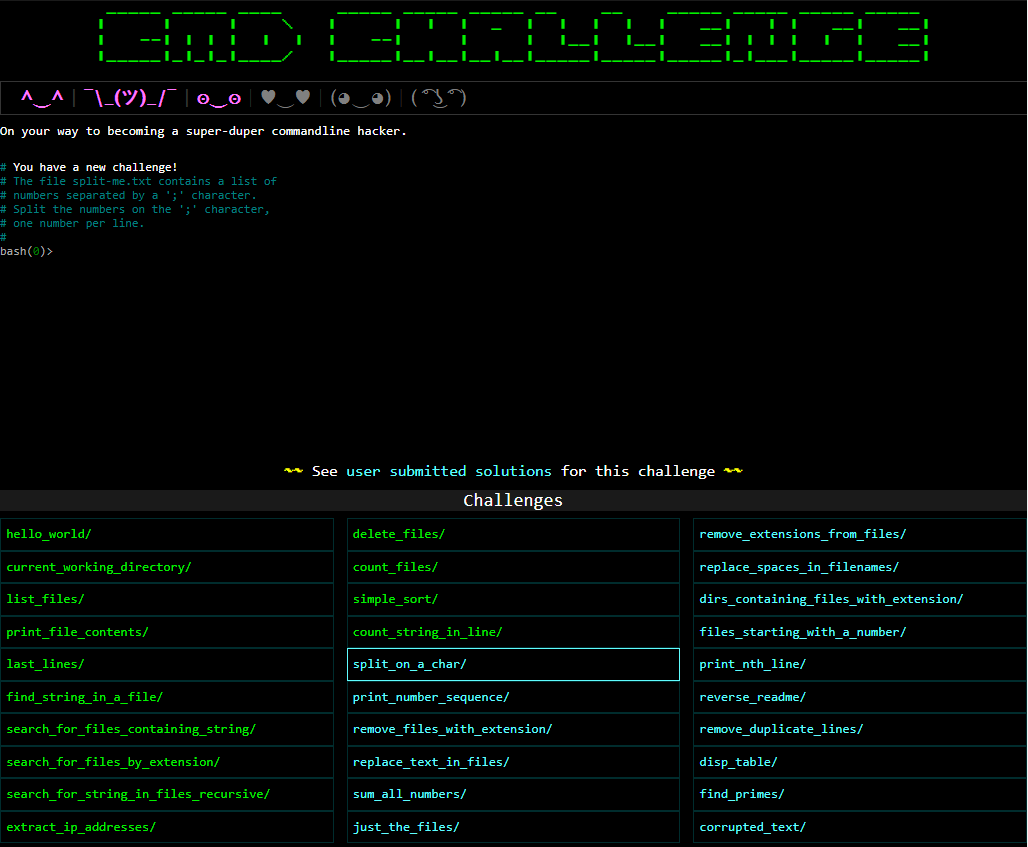 CMD CHALLENGE
^‿^ | ¯\_(ツ)_/¯ | ʘ‿ʘ | ♥‿♥ | (◕‿◕) | ( ͡° ͜ʖ ͡°)
On your way to becoming a super-duper commandline hacker.
# You have a new challenge!
# The file split-me.txt contains a list of
# numbers separated by a ';' character.
# Split the numbers on the ';' character,
# one number per line.
#
bash(0)>
~~ See user submitted solutions for this challenge ~~
Challenges
hello_world/
current_working_directory/
list_files/
print_file_contents/
last_lines/
find_string_in_a_file/
search_for_files_containing_string/
search_for_files_by_extension/
search_for_string_in_files_recursive/
extract_ip_addresses/
delete_files/
count_files/
simple_sort/
count_string_in_line/
split_on_a_char/
print_number_sequence/
remove_files_with_extension/
replace_text_in_files/
sum_all_numbers/
just_the_files/
remove_extensions_from_files/
replace_spaces_in_filenames/
dirs_containing_files_with_extension/
files_starting_with_a_number/
print_nth_line/
reverse_readme/
remove_duplicate_lines/
disp_table/
find_primes/
corrupted_text/